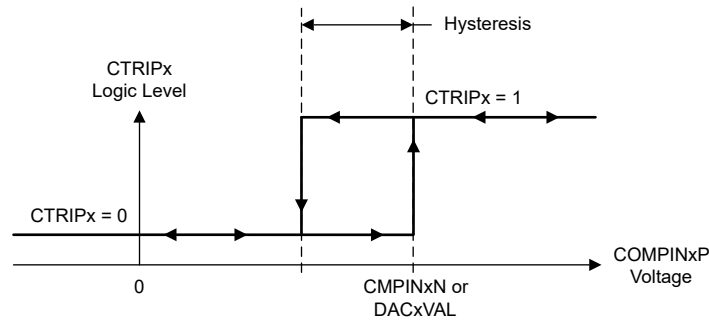 Hysteresis
CTRIPx
Logic Level
CTRIPx = 1
CTRIPx = 0
COMPINxP
Voltage
0
CMPINxN or
DACxVAL